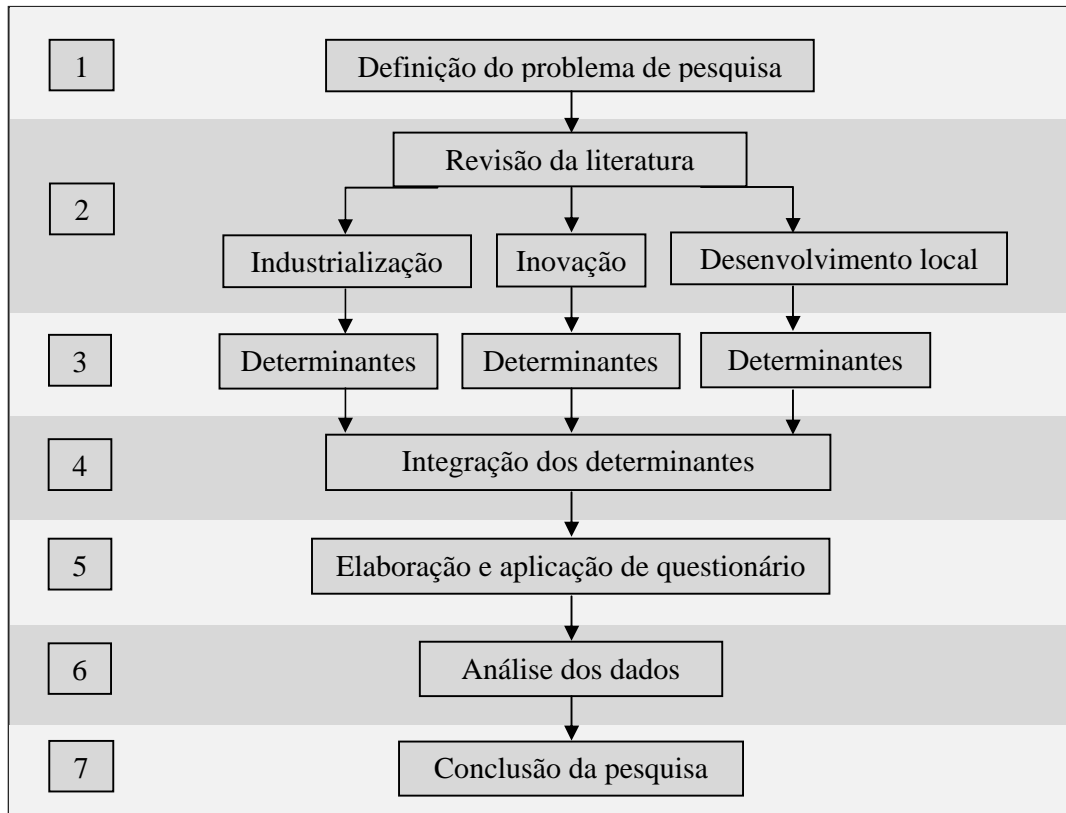 1
Definição do problema de pesquisa
2
Revisão da literatura
Industrialização
Inovação
Desenvolvimento local
3
Determinantes
Determinantes
Determinantes
4
Integração dos determinantes
5
Elaboração e aplicação de questionário
6
Análise dos dados
7
Conclusão da pesquisa